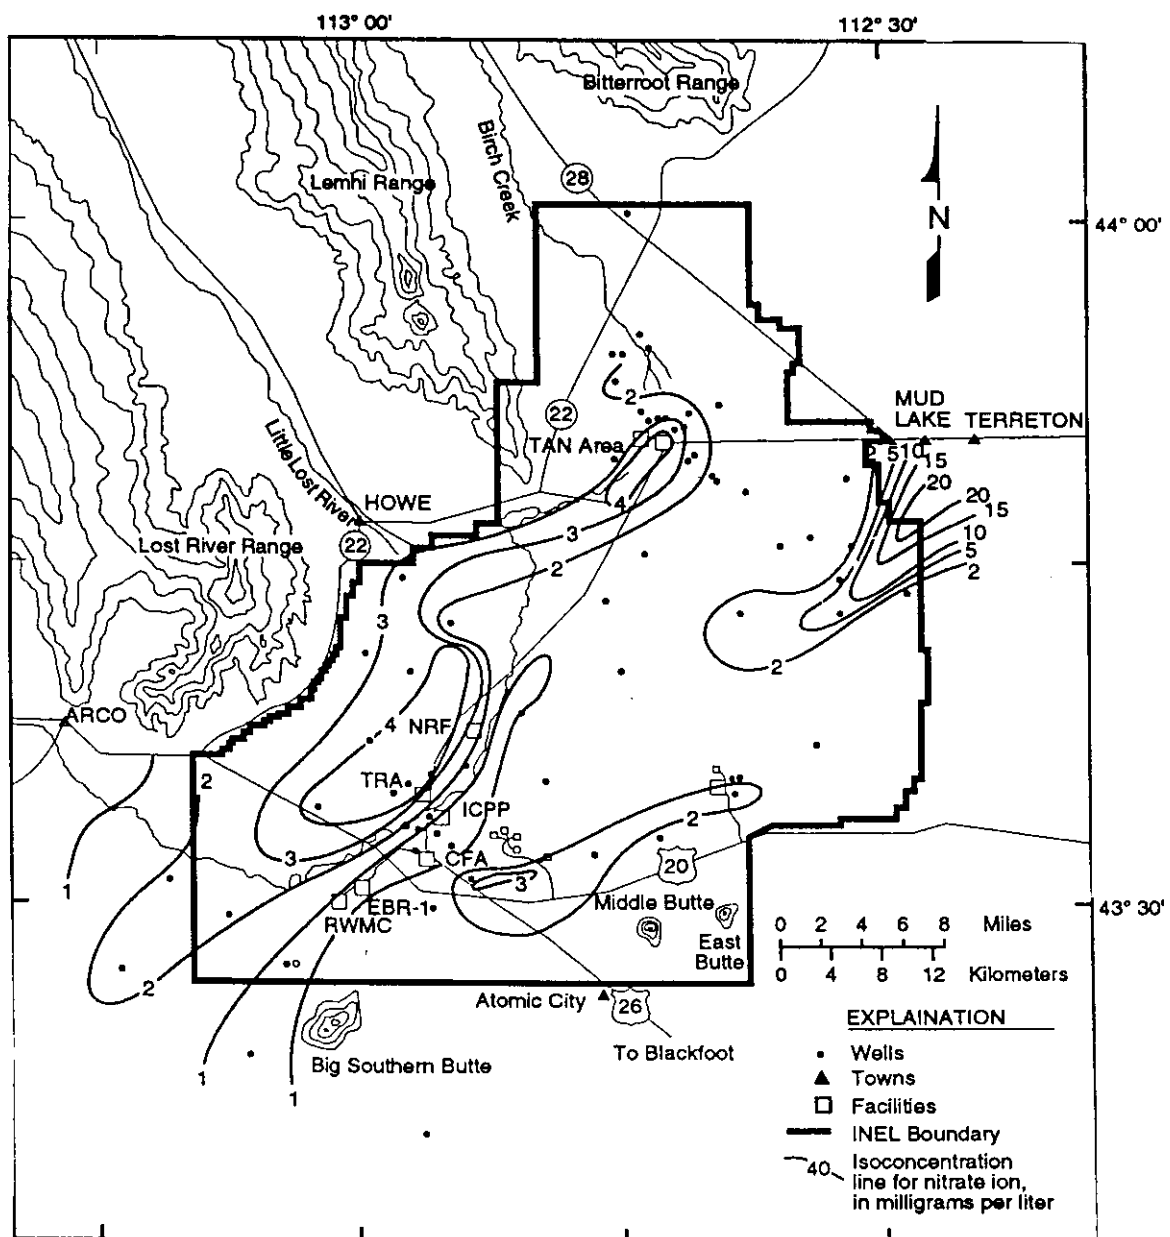 113° 00'
112° 30'
Bitterroot Range
Birch Creek
28
Lemhi Range
N
44° 00'
22
MUD
LAKE
TERRETON
2
TAN Area
5
10
15
20
4
20
15
10
5
2
Little Lost River
HOWE
3
2
22
Lost River Range
3
2
ARCO
4
NRF
2
TRA
ICPP
1
3
CFA
2
3
20
EBR-1
RWMC
Middle Butte
East
Butte
43° 30'
0 2 4 6 8 Miles
0 4 8 12 Kilometers
2
Atomic City
26
To Blackfoot
1
1
Big Southern Butte
EXPLAINATION
Wells
Towns
Facilities
INEL Boundary
40
Isoconcentration
line for nitrate ion,
in milligrams per liter